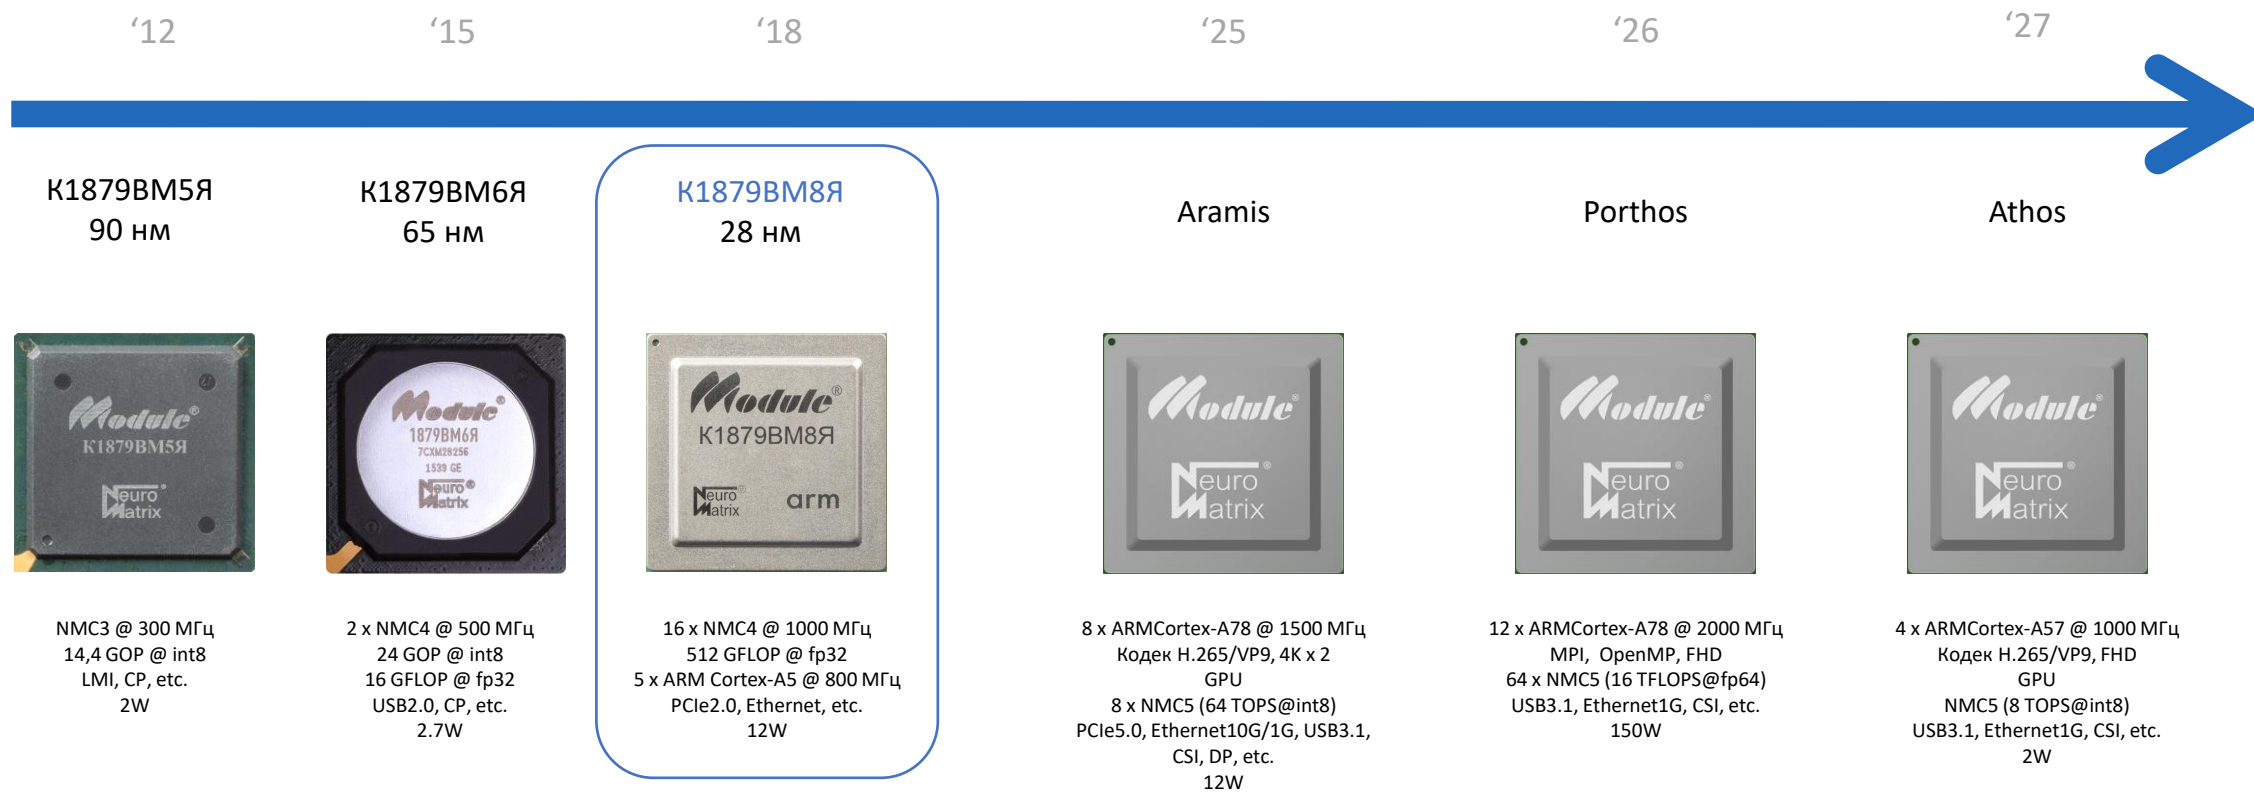 ‘12
‘15
‘18
‘25
‘26
‘27
К1879ВМ5Я
90 нм
К1879ВМ6Я
65 нм
К1879ВМ8Я
28 нм
Aramis
Porthos
Athos
Module®
К1879ВМ5Я
Neuro®
Matrix
Module®
1879ВМ6Я
7CXM28256
1539 GE
Neuro®
Matrix
Module®
К1879ВМ8Я
Neuro®
Matrix
arm
Module®
Neuro®
Matrix
Module®
Neuro®
Matrix
Module®
Neuro®
Matrix
NMC3 @ 300 МГц
14,4 GOP @ int8
LMI, CP, etc.
2W
2 x NMC4 @ 500 МГц
24 GOP @ int8
16 GFLOP @ fp32
USB2.0, CP, etc.
2.7W
16 x NMC4 @ 1000 МГц
512 GFLOP @ fp32
5 x ARM Cortex-A5 @ 800 МГц
PCIe2.0, Ethernet, etc.
12W
8 x ARMCortex-A78 @ 1500 МГц
Кодек H.265/VP9, 4K x 2
GPU
8 x NMC5 (64 TOPS@int8)
PCIe5.0, Ethernet10G/1G, USB3.1,
CSI, DP, etc.
12W
12 x ARMCortex-A78 @ 2000 МГц
MPI, OpenMP, FHD
64 x NMC5 (16 TFLOPS@fp64)
USB3.1, Ethernet1G, CSI, etc.
150W
4 x ARMCortex-A57 @ 1000 МГц
Кодек H.265/VP9, FHD
GPU
NMC5 (8 TOPS@int8)
USB3.1, Ethernet1G, CSI, etc.
2W